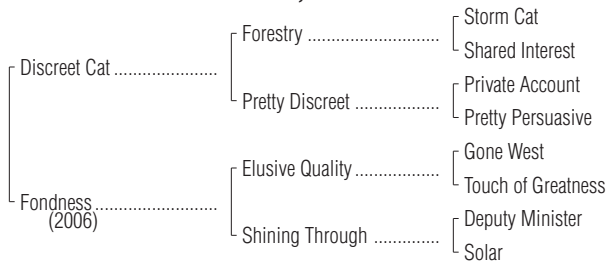 Storm Cat
Forestry ........................
Shared Interest
Discreet Cat ......................
Private Account
Pretty Discreet .................
Pretty Persuasive
Gone West
Elusive Quality .................
Touch of Greatness
Fondness .........................
(2006)
Deputy Minister
Shining Through .............
Solar